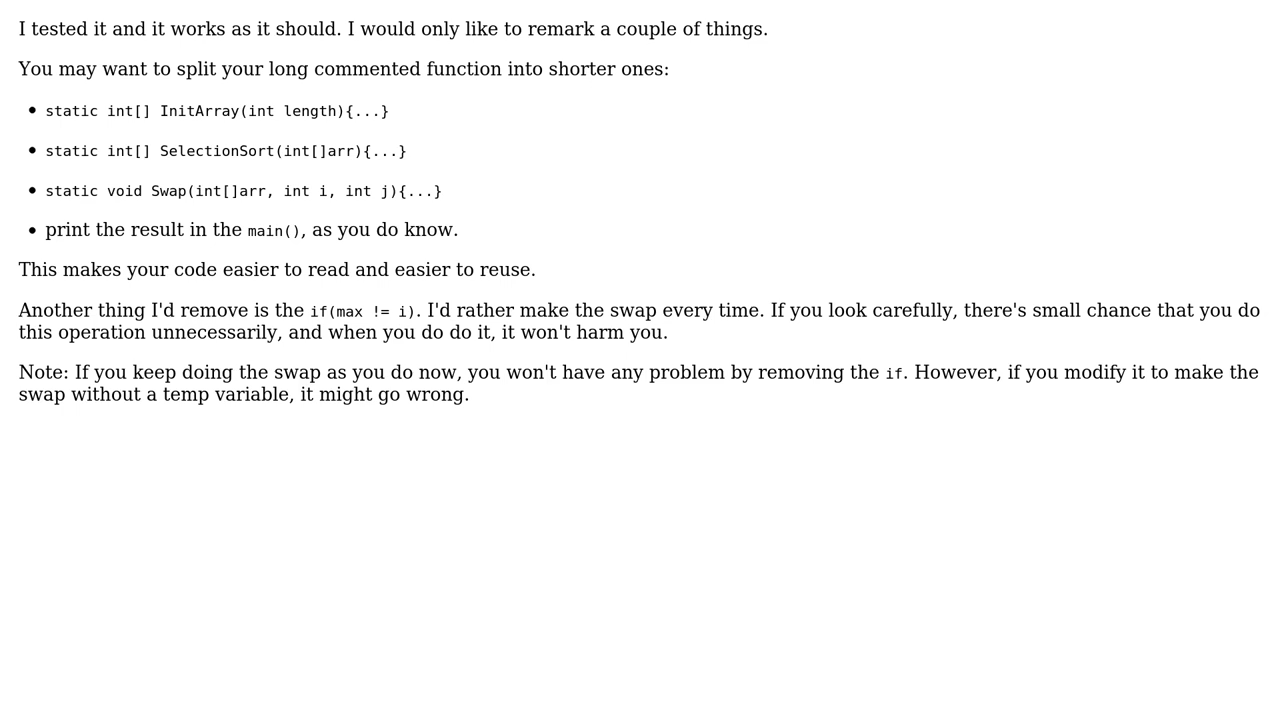 I tested it and it works as it should. I would only like to remark a couple of things.
You may want to split your long commented function into shorter ones:
• static int[] InitArray(int length){...}
• static int[] SelectionSort(int[]arr){...}
• static void Swap(int[]arr, int i, int j){...}
• print the result in the main(), as you do know.
This makes your code easier to read and easier to reuse.
Another thing I'd remove is the if(max != i). I'd rather make the swap every time. If you look carefully, there's small chance that you do
this operation unnecessarily, and when you do do it, it won't harm you.
Note: If you keep doing the swap as you do now, you won't have any problem by removing the if. However, if you modify it to make the
swap without a temp variable, it might go wrong.